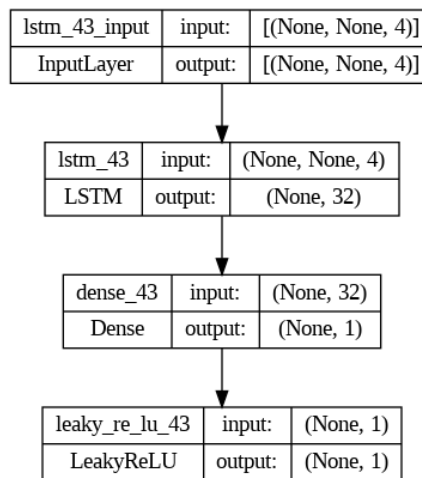 lstm_43_input input: [(None, None, 4)]
InputLayer output: [(None, None, 4)]
lstm_43 input: (None, None, 4)
LSTM output: (None, 32)
dense_43 input: (None, 32)
Dense output: (None, 1)
leaky_re_lu_43 input: (None, 1)
LeakyReLU output: (None, 1)